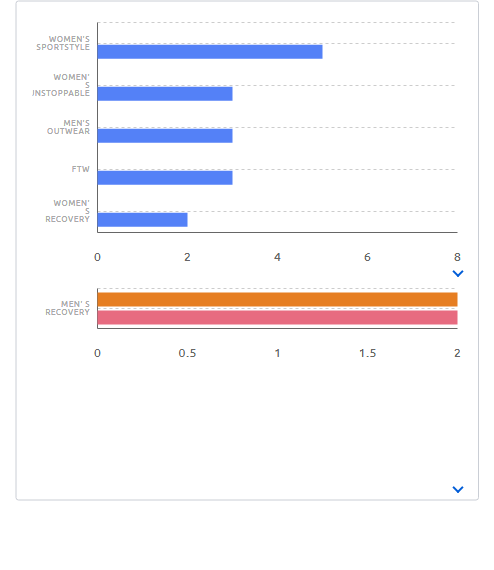 WOMEN'S
SPORTSTYLE
WOMEN'
S
INSTOPPABLE
MEN'S
OUTWEAR
FTW
WOMEN'
S
RECOVERY
0 2 4 6 8
MEN' S
RECOVERY
0 0.5 1 1.5 2